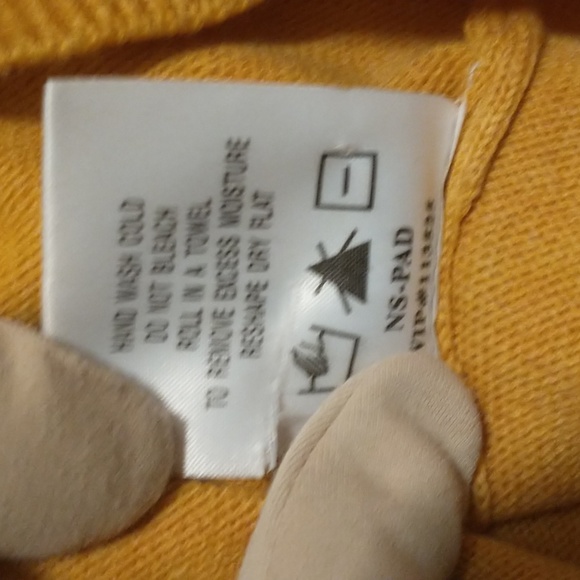 HAND WASH COLD
DO NOT BLEACH
ROLL IN A TOWEL
TO REMOVE EXCESS MOISTURE
RESHAPE DRY FLAT
NS-PAD